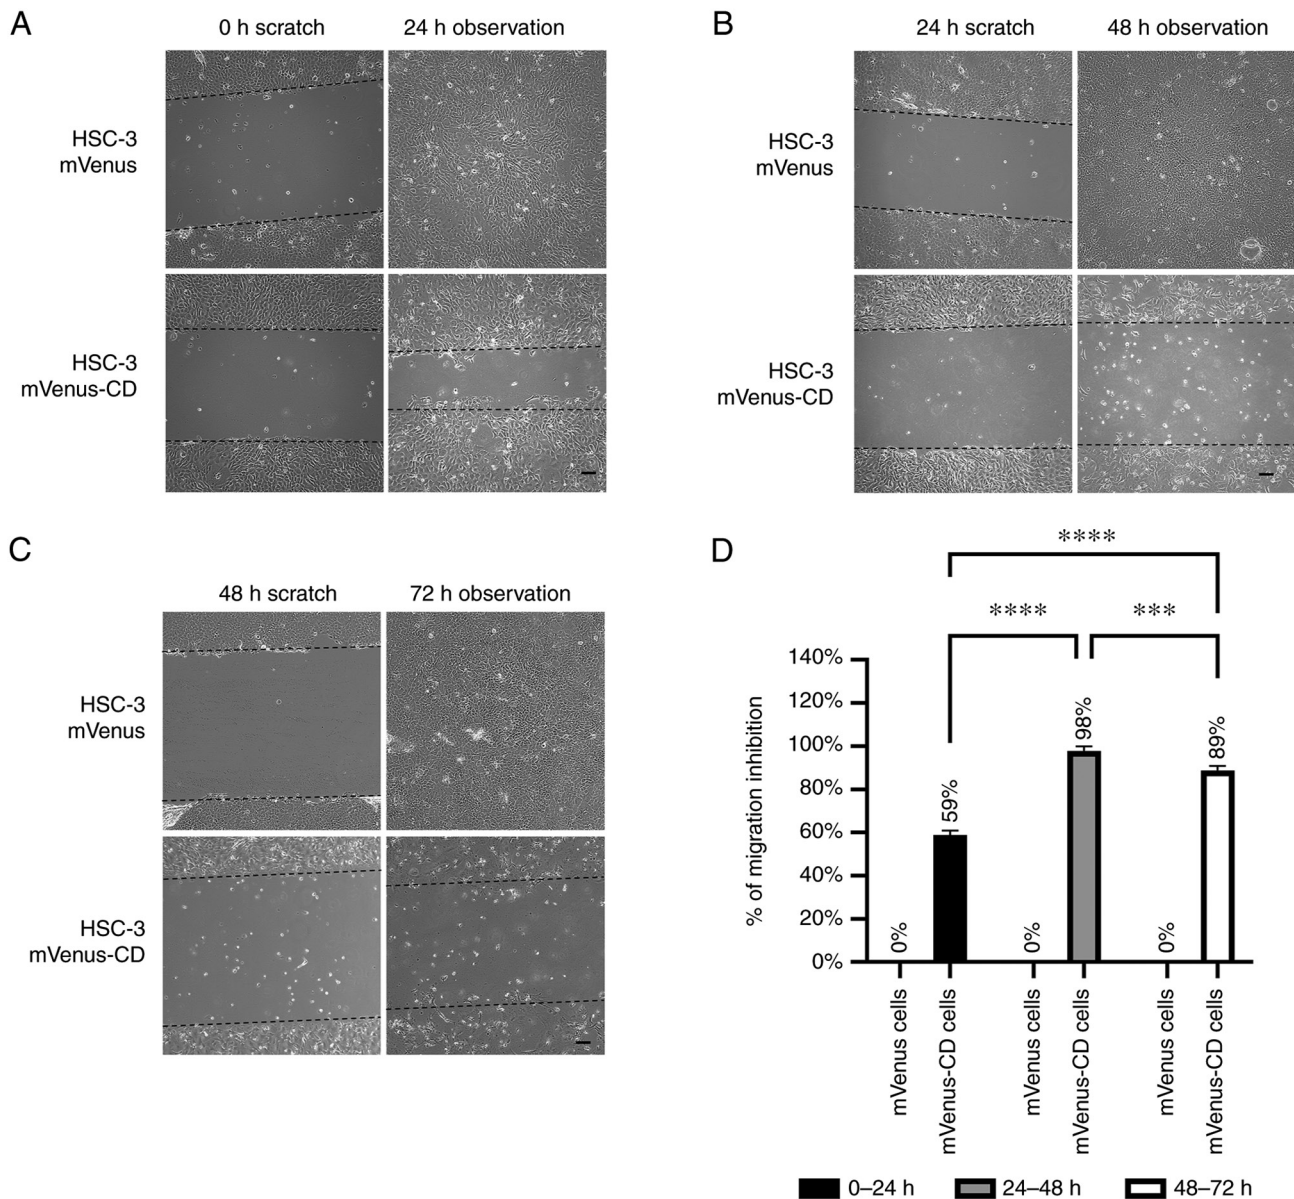 A
0 h scratch 24 h observation
HSC-3
mVenus
HSC-3
mVenus-CD
B
24 h scratch 48 h observation
HSC-3
mVenus
HSC-3
mVenus-CD
C
48 h scratch 72 h observation
HSC-3
mVenus
HSC-3
mVenus-CD
D
****
**** ***
% of migration inhibition
140%
120%
100%
80%
60%
40%
20%
0%
0%
59%
0%
98%
0%
89%
mVenus cells
mVenus-CD cells
mVenus cells
mVenus-CD cells
mVenus cells
mVenus-CD cells
0–24 h 24–48 h 48–72 h